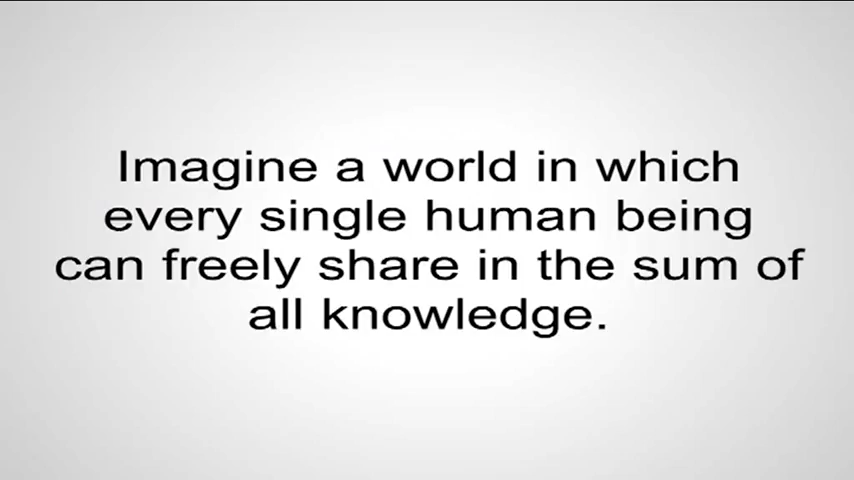 Imagine a world in which
every single human being
can freely share in the sum of
all knowledge.